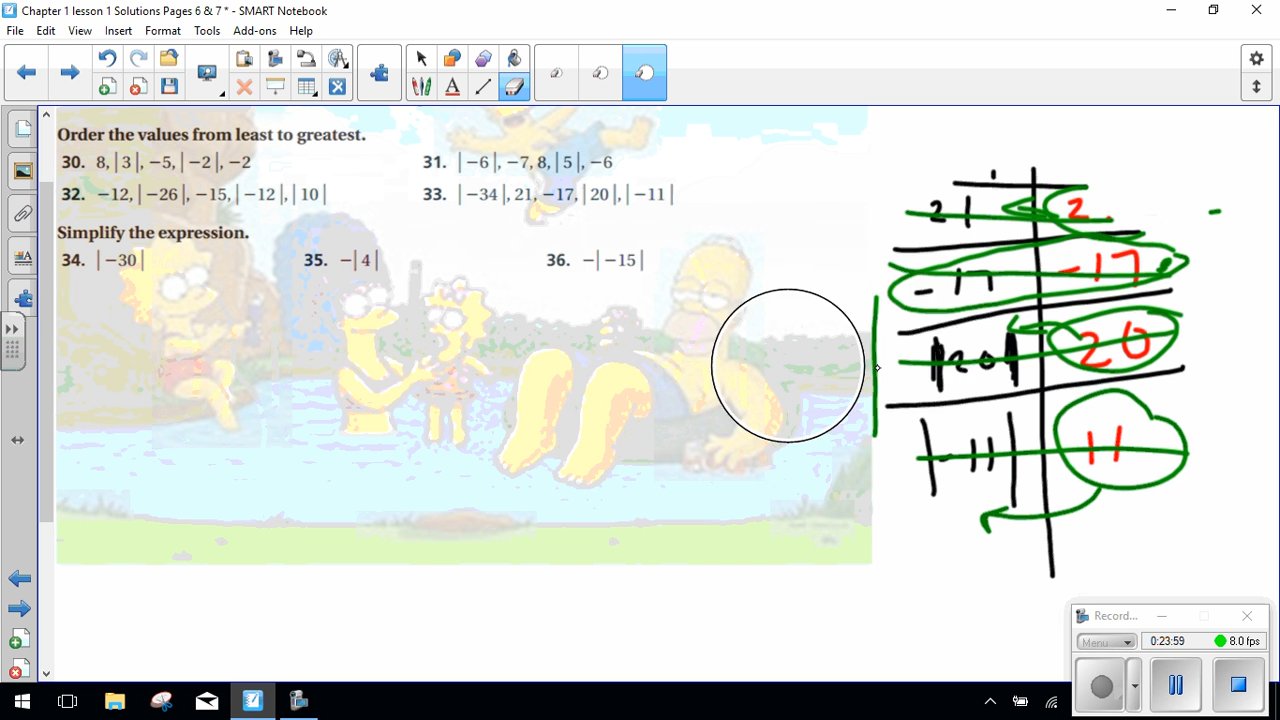 Chapter 1 lesson 1 Solutions Pages 6 & 7 * - SMART Notebook
File Edit View Insert Format Tools Add-ons Help
Order the values from least to greatest.
30. 8, | 3 |, −5, | −2 |, −2
31. | −6 |, −7, 8, | 5 |, −6
32. −12, | −26 |, −15, | −12 |, | 10 |
33. | −34 |, 21, −17, | 20 |, | −11 |
Simplify the expression.
34. | −30 |
35. −| 4 |
36. −| −15 |
21 2
-17 -17
|20| 20
|-11| 11
Record...
Menu 0:23:59 8.0 fps